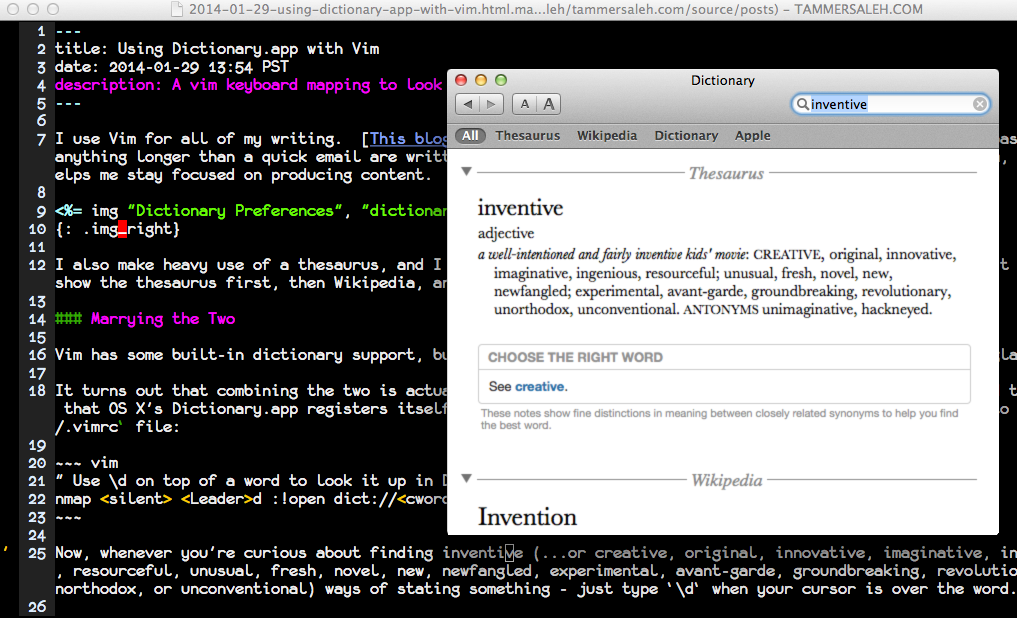 2014-01-29-using-dictionary-app-with-vim.html.ma...leh/tammersaleh.com/source/posts) – TAMMERSALEH.COM
1 ---
2 title: Using Dictionary.app with Vim
3 date: 2014-01-29 13:54 PST
4 description: A vim keyboard mapping to Look
5 ---
6
7 I use Vim for all of my writing. [This blog
anything longer than a quick email are writt
elps me stay focused on producing content.
8
9 <%= img "Dictionary Preferences", "dictionar
10 {: .img_right}
11
12 I also make heavy use of a thesaurus, and I
show the thesaurus first, then Wikipedia, an
13
14 ### Marrying the Two
15
16 Vim has some built-in dictionary support, bu
17
18 It turns out that combining the two is actua
that OS X's Dictionary.app registers itself
/.vimrc` file:
19
20 ~~~ vim
21 " Use \d on top of a word to look it up in D
22 nmap <silent> <Leader>d :!open dict://<cword
23 ~~~
24
25 Now, whenever you're curious about finding inventive (...or creative, original, innovative, imaginative, in
, resourceful, unusual, fresh, novel, new, newfangled, experimental, avant-garde, groundbreaking, revolutio
northodox, or unconventional) ways of stating something - just type `\d` when your cursor is over the word.
26
Dictionary
A A
inventive
All Thesaurus Wikipedia Dictionary Apple
Thesaurus
inventive
adjective
a well-intentioned and fairly inventive kids' movie: CREATIVE, original, innovative,
imaginative, ingenious, resourceful; unusual, fresh, novel, new,
newfangled; experimental, avant-garde, groundbreaking, revolutionary,
unorthodox, unconventional. ANTONYMS unimaginative, hackneyed.
CHOOSE THE RIGHT WORD
See creative.
These notes show fine distinctions in meaning between closely related synonyms to help you find
the best word.
Wikipedia
Invention